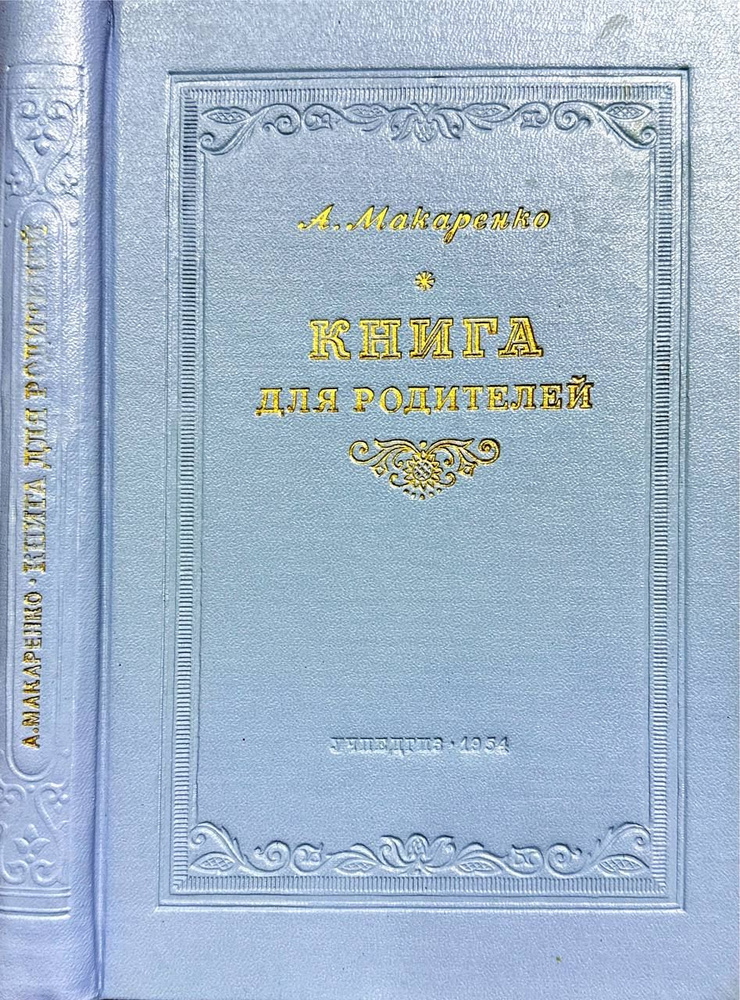 А. Макаренко
*
КНИГА
ДЛЯ РОДИТЕЛЕЙ
УЧПЕДГИЗ · 1954
А. МАКАРЕНКО · КНИГА ДЛЯ РОДИТЕЛЕЙ